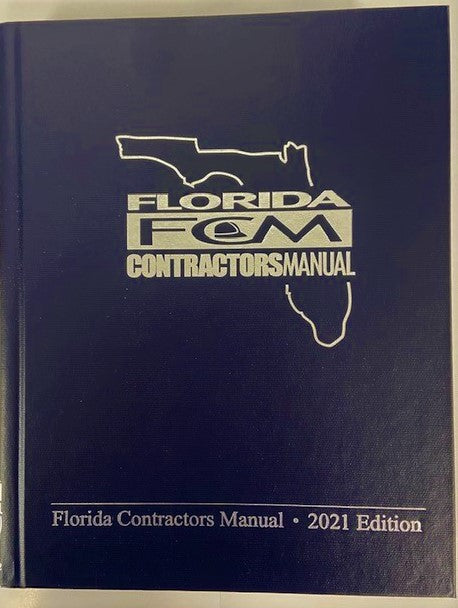 FLORIDA
FCM
CONTRACTORSMANUAL
Florida Contractors Manual • 2021 Edition